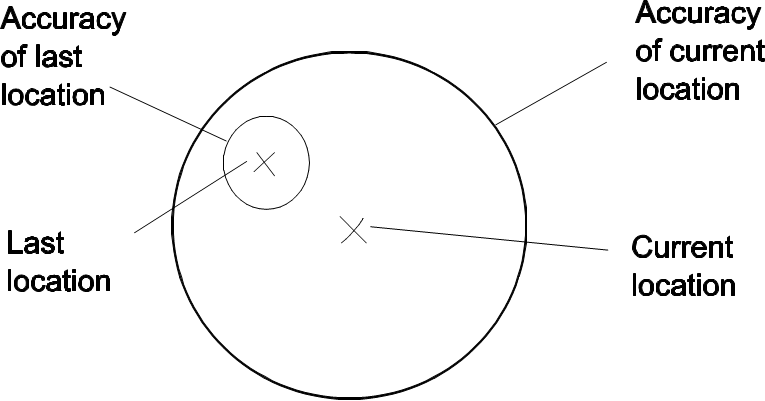 Accuracy
of last
location
Accuracy
of current
location
Last
location
Current
location